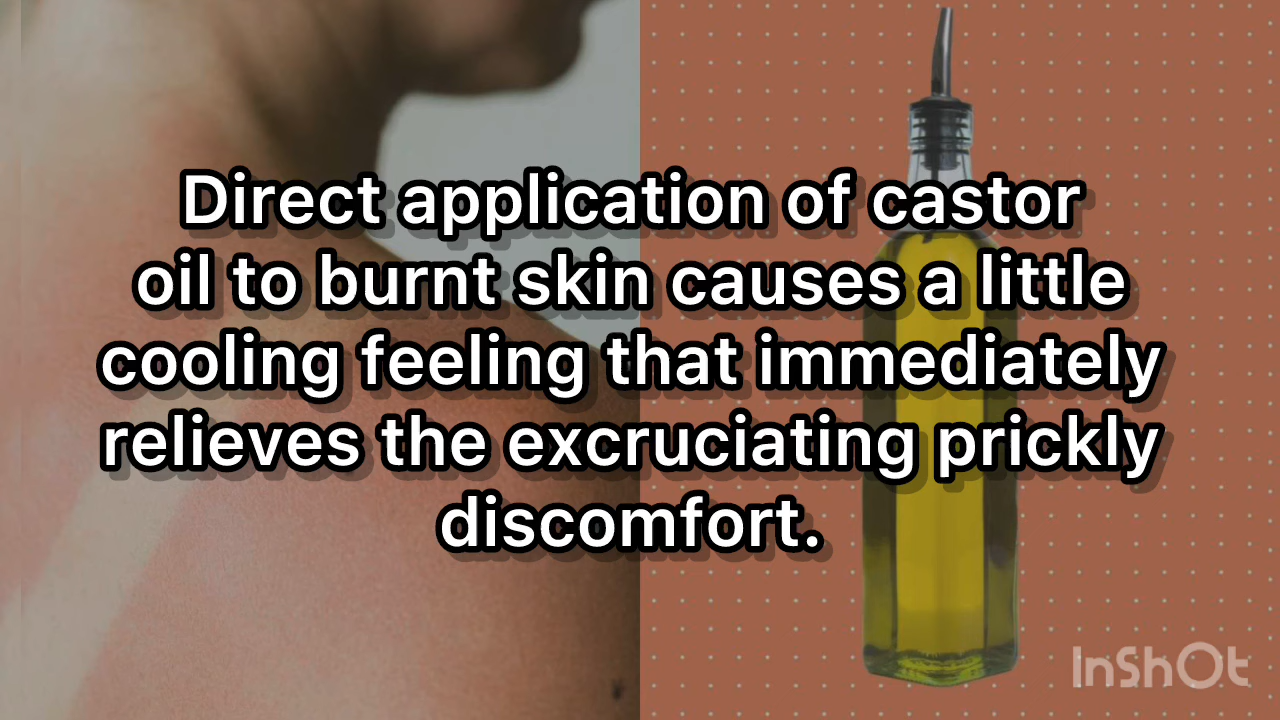 Direct application of castor
oil to burnt skin causes a little
cooling feeling that immediately
relieves the excruciating prickly
discomfort.
InShOt